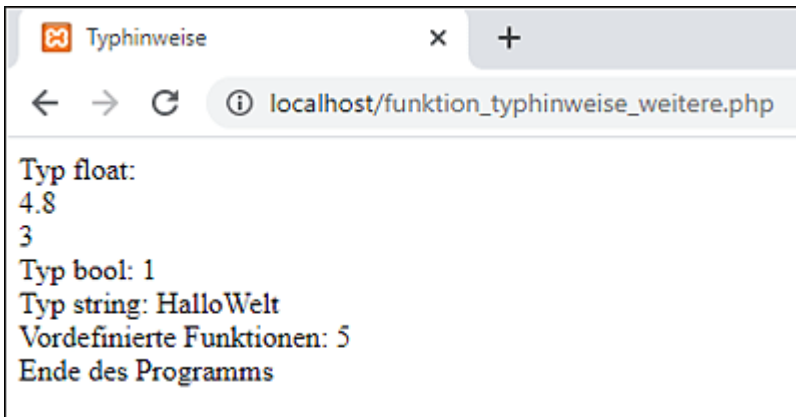 Typhinweise
localhost/funktion_typhinweise_weitere.php
Typ float:
4.8
3
Typ bool: 1
Typ string: HalloWelt
Vordefinierte Funktionen: 5
Ende des Programms